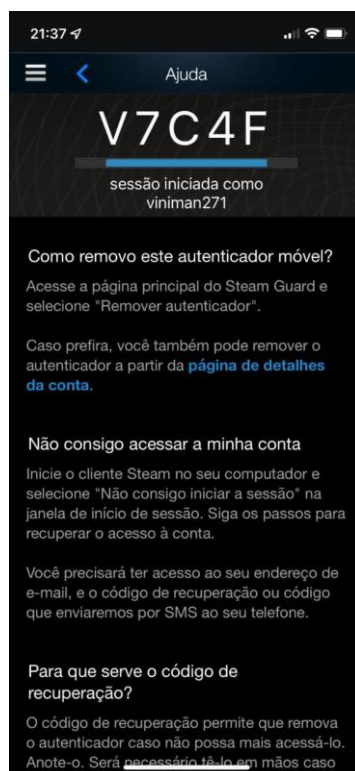 21:37
Ajuda
V7C4F
sessão iniciada como
viniman271
Como removo este autenticador móvel?
Acesse a página principal do Steam Guard e
selecione "Remover autenticador".
Caso prefira, você também pode remover o
autenticador a partir da página de detalhes
da conta.
Não consigo acessar a minha conta
Inicie o cliente Steam no seu computador e
selecione "Não consigo iniciar a sessão" na
janela de início de sessão. Siga os passos para
recuperar o acesso à conta.
Você precisará ter acesso ao seu endereço de
e-mail, e o código de recuperação ou código
que enviaremos por SMS ao seu telefone.
Para que serve o código de
recuperação?
O código de recuperação permite que remova
o autenticador caso não possa mais acessá-lo.
Anote-o. Será necessário tê-lo em mãos caso